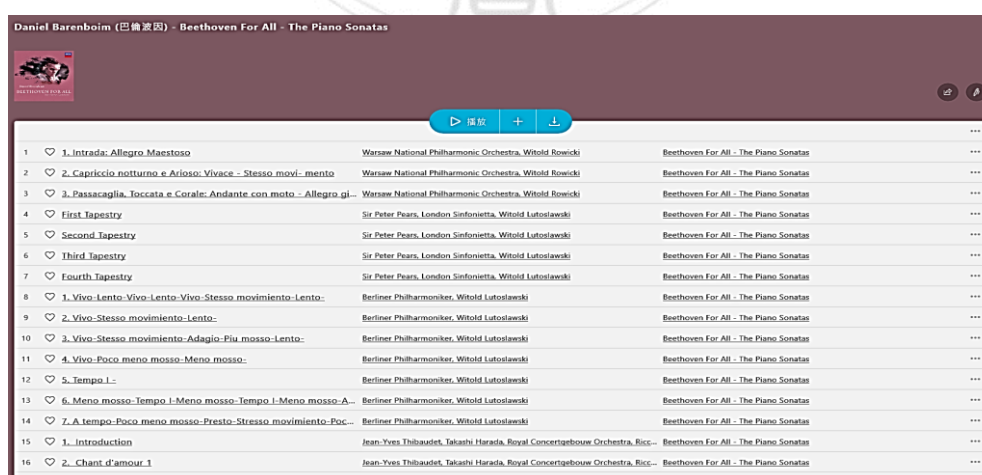 Daniel Barenboim (巴倫波因) - Beethoven For All - The Piano Sonatas
BEETHOVEN FOR ALL
播放
1 1. Intrada: Allegro Maestoso Warsaw National Philharmonic Orchestra, Witold Rowicki Beethoven For All - The Piano Sonatas
2 2. Capriccio notturno e Arioso: Vivace - Stesso movi- mento Warsaw National Philharmonic Orchestra, Witold Rowicki Beethoven For All - The Piano Sonatas
3 3. Passacaglia, Toccata e Corale: Andante con moto - Allegro gi... Warsaw National Philharmonic Orchestra, Witold Rowicki Beethoven For All - The Piano Sonatas
4 First Tapestry Sir Peter Pears, London Sinfonietta, Witold Lutoslawski Beethoven For All - The Piano Sonatas
5 Second Tapestry Sir Peter Pears, London Sinfonietta, Witold Lutoslawski Beethoven For All - The Piano Sonatas
6 Third Tapestry Sir Peter Pears, London Sinfonietta, Witold Lutoslawski Beethoven For All - The Piano Sonatas
7 Fourth Tapestry Sir Peter Pears, London Sinfonietta, Witold Lutoslawski Beethoven For All - The Piano Sonatas
8 1. Vivo-Lento-Vivo-Lento-Vivo-Stesso movimiento-Lento- Berliner Philharmoniker, Witold Lutoslawski Beethoven For All - The Piano Sonatas
9 2. Vivo-Stesso movimiento-Lento- Berliner Philharmoniker, Witold Lutoslawski Beethoven For All - The Piano Sonatas
10 3. Vivo-Stesso movimiento-Adagio-Piu mosso-Lento- Berliner Philharmoniker, Witold Lutoslawski Beethoven For All - The Piano Sonatas
11 4. Vivo-Poco meno mosso-Meno mosso- Berliner Philharmoniker, Witold Lutoslawski Beethoven For All - The Piano Sonatas
12 5. Tempo I - Berliner Philharmoniker, Witold Lutoslawski Beethoven For All - The Piano Sonatas
13 6. Meno mosso-Tempo I-Meno mosso-Tempo I-Meno mosso-A... Berliner Philharmoniker, Witold Lutoslawski Beethoven For All - The Piano Sonatas
14 7. A tempo-Poco meno mosso-Presto-Stresso movimiento-Poc... Berliner Philharmoniker, Witold Lutoslawski Beethoven For All - The Piano Sonatas
15 1. Introduction Jean-Yves Thibaudet, Takashi Harada, Royal Concertgebouw Orchestra, Ricc... Beethoven For All - The Piano Sonatas
16 2. Chant d'amour 1 Jean-Yves Thibaudet, Takashi Harada, Royal Concertgebouw Orchestra, Ricc... Beethoven For All - The Piano Sonatas